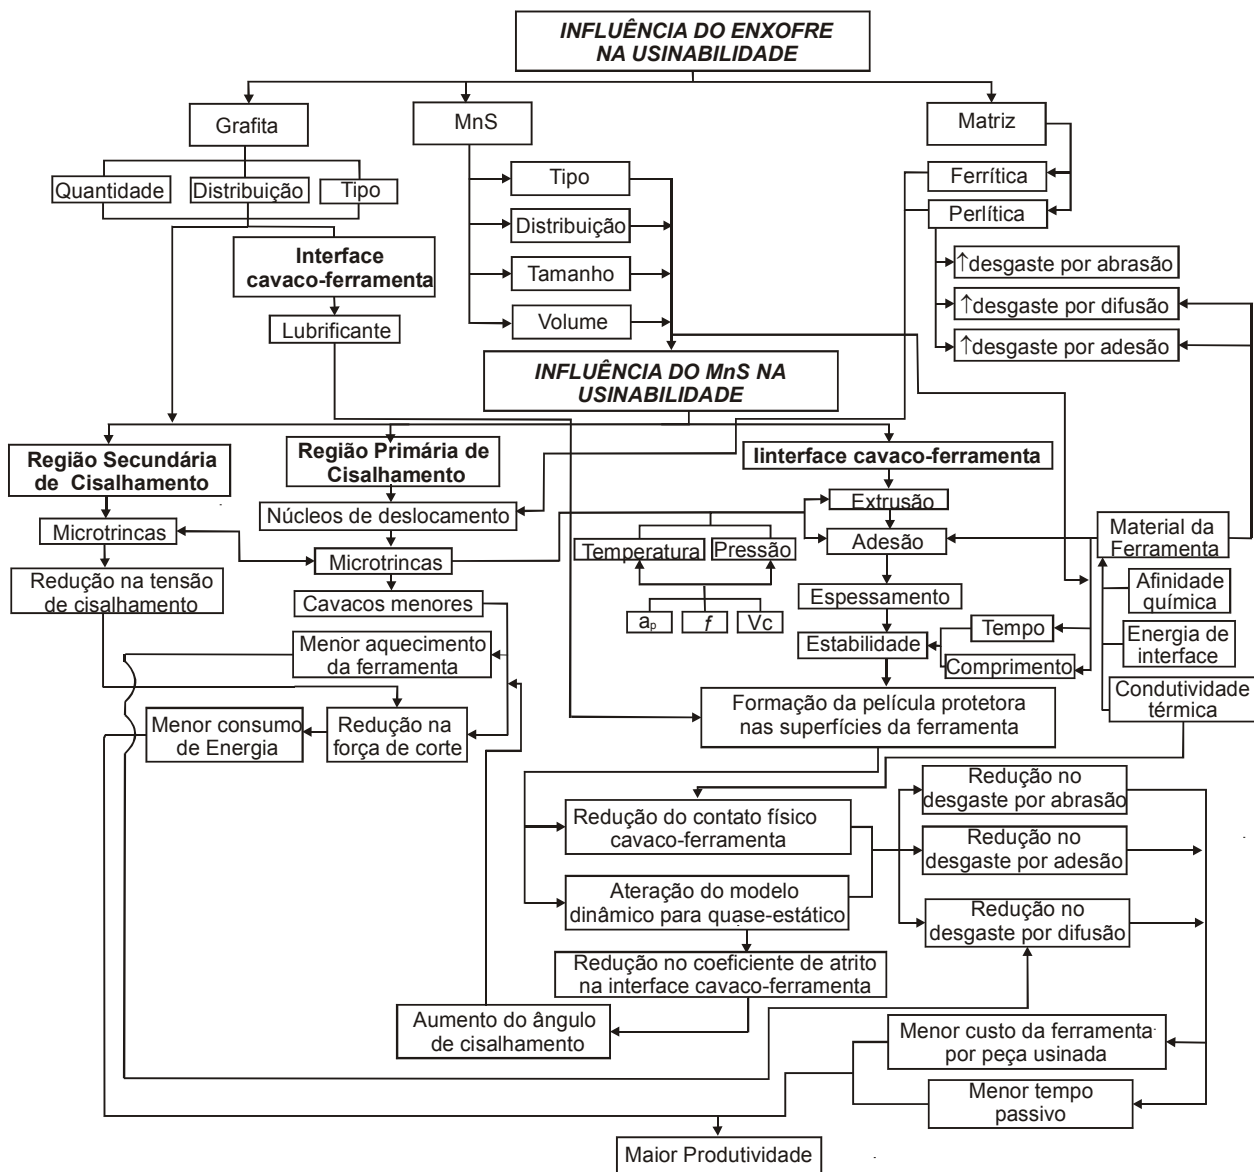 INFLUÊNCIA DO ENXOFRE
NA USINABILIDADE
Grafita
MnS
Matriz
Quantidade
Distribuição
Tipo
Tipo
Distribuição
Tamanho
Volume
Ferrítica
Perlítica
↑desgaste por abrasão
↑desgaste por difusão
↑desgaste por adesão
Interface
cavaco-ferramenta
Lubrificante
INFLUÊNCIA DO MnS NA
USINABILIDADE
Região Secundária
de Cisalhamento
Região Primária de
Cisalhamento
Iinterface cavaco-ferramenta
Microtrincas
Redução na tensão
de cisalhamento
Núcleos de deslocamento
Microtrincas
Cavacos menores
Menor aquecimento
da ferramenta
Redução na
força de corte
Menor consumo
de Energia
Temperatura
Pressão
ap
f
Vc
Extrusão
Adesão
Espessamento
Estabilidade
Tempo
Comprimento
Material da
Ferramenta
Afinidade
química
Energia de
interface
Condutividade
térmica
Formação da película protetora
nas superfícies da ferramenta
Redução do contato físico
cavaco-ferramenta
Ateração do modelo
dinâmico para quase-estático
Redução no coeficiente de atrito
na interface cavaco-ferramenta
Aumento do ângulo
de cisalhamento
Redução no
desgaste por abrasão
Redução no
desgaste por adesão
Redução no
desgaste por difusão
Menor custo da ferramenta
por peça usinada
Menor tempo
passivo
Maior Produtividade